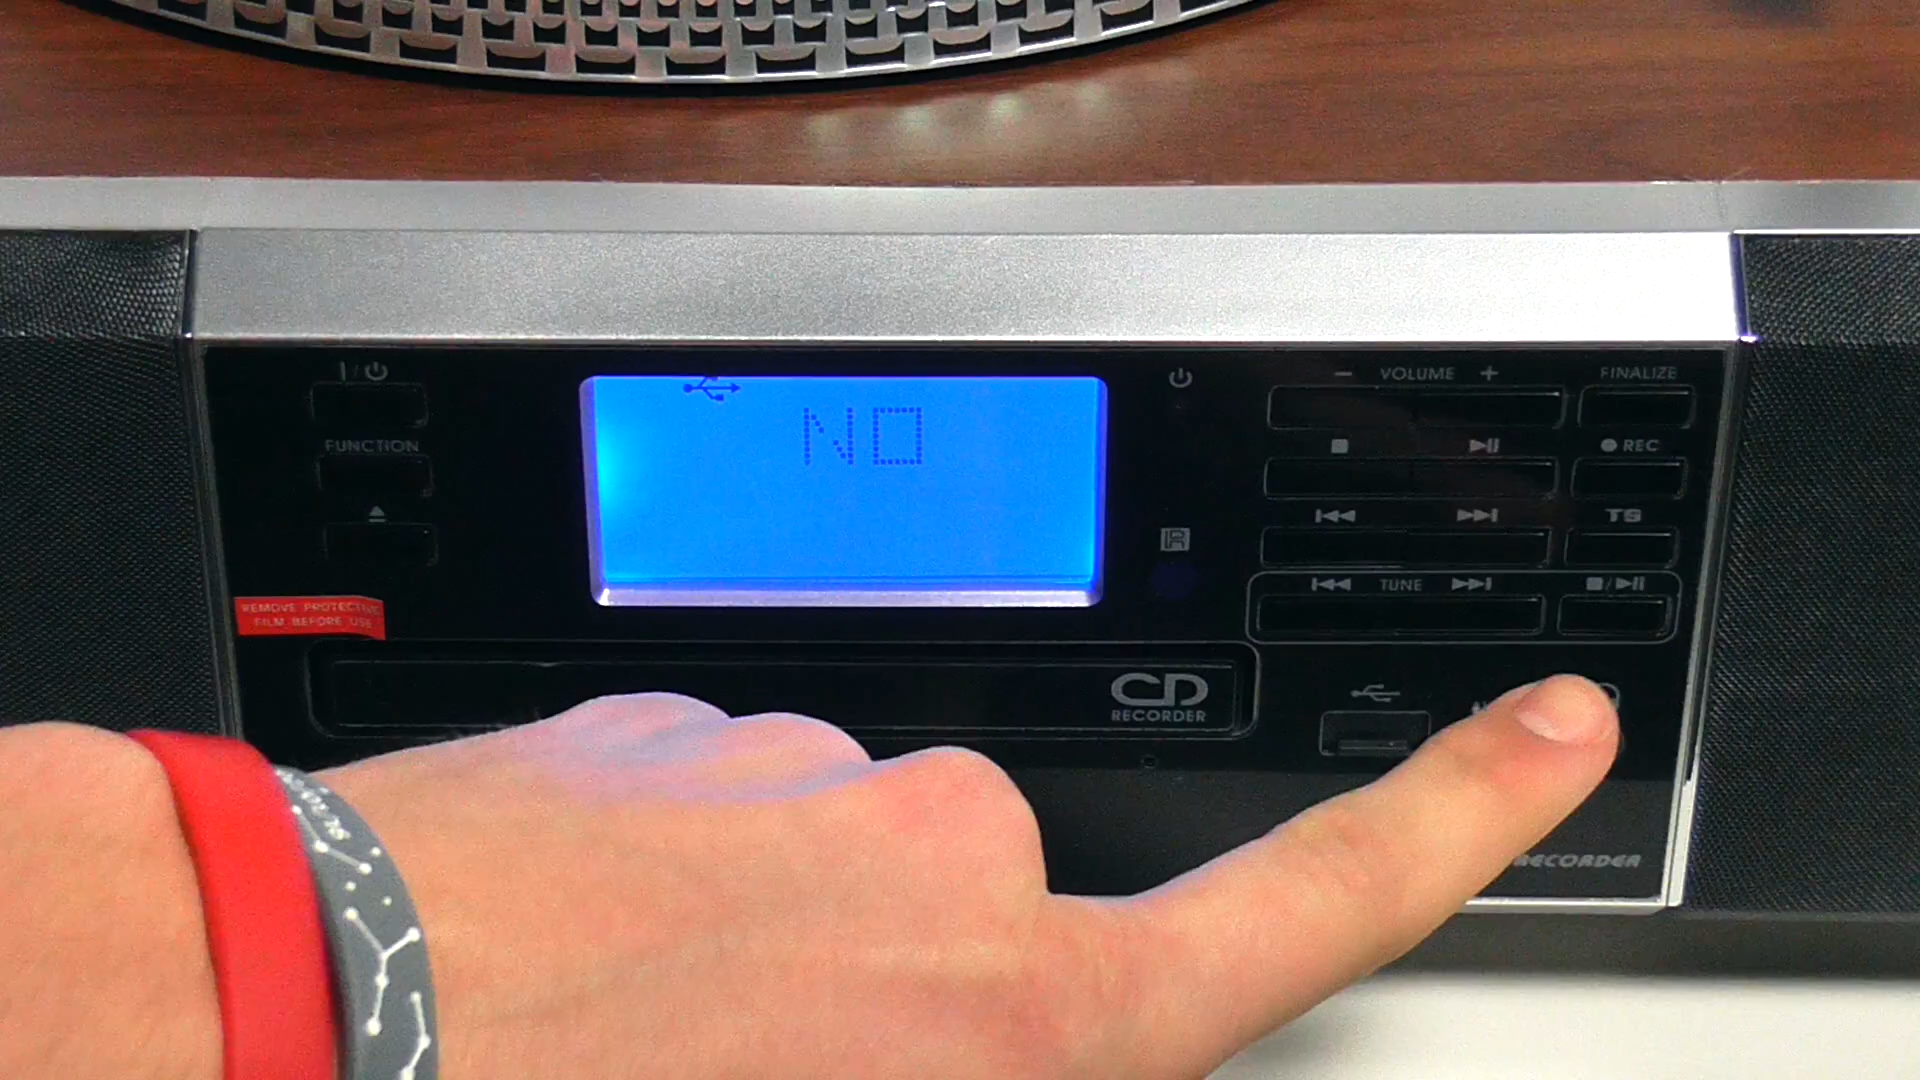 NO
FUNCTION
REMOVE PROTECTIVE
FILM BEFORE USE
CD
RECORDER
- VOLUME +
FINALIZE
REC
TS
TUNE
RECORDER